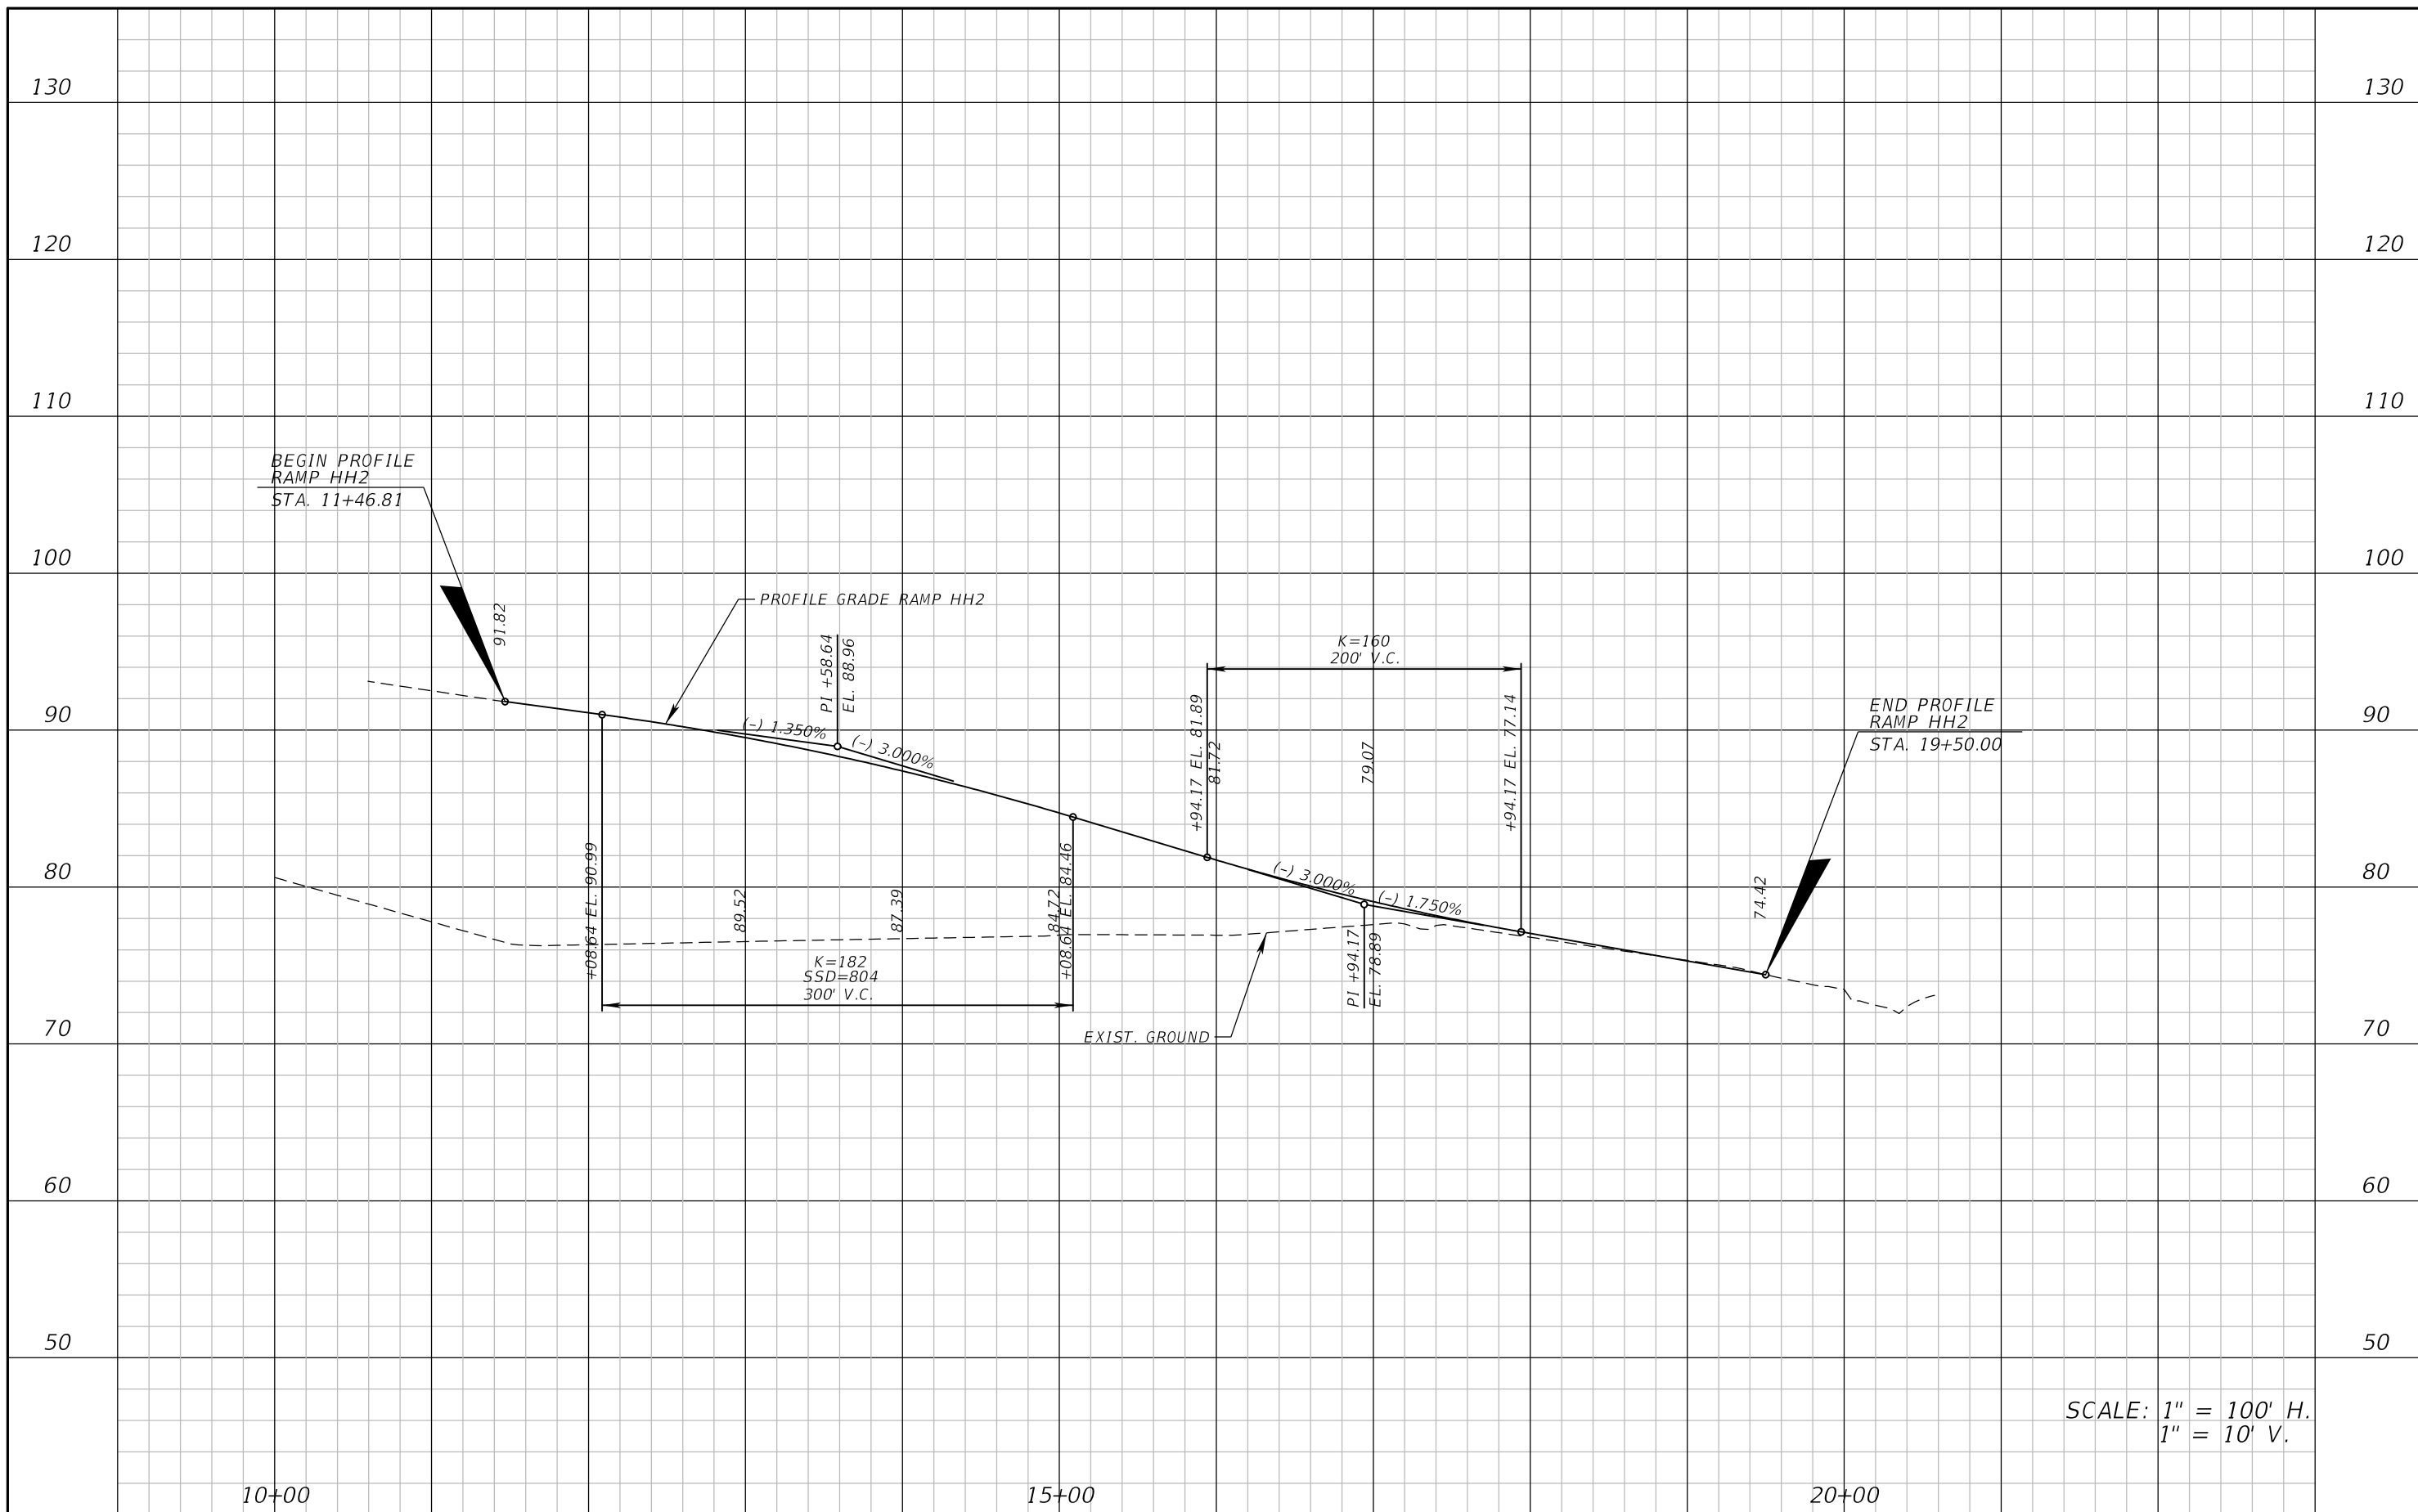 130
130
120
120
110
110
BEGIN PROFILE
RAMP HH2
STA. 11+46.81
100
100
91.82
PROFILE GRADE RAMP HH2
PI +58.64
EL. 88.96
K=160
200' V.C.
(-) 1.350%
(-) 3.000%
+94.17 EL. 81.89
81.72
79.07
+94.17 EL. 77.14
END PROFILE
RAMP HH2
STA. 19+50.00
90
90
+08.64 EL. 90.99
89.52
87.39
84.72
+08.64 EL. 84.46
(-) 3.000%
(-) 1.750%
74.42
80
80
K=182
SSD=804
300' V.C.
PI +94.17
EL. 78.89
EXIST. GROUND
70
70
60
60
50
50
SCALE: 1" = 100' H.
1" = 10' V.
10+00
15+00
20+00